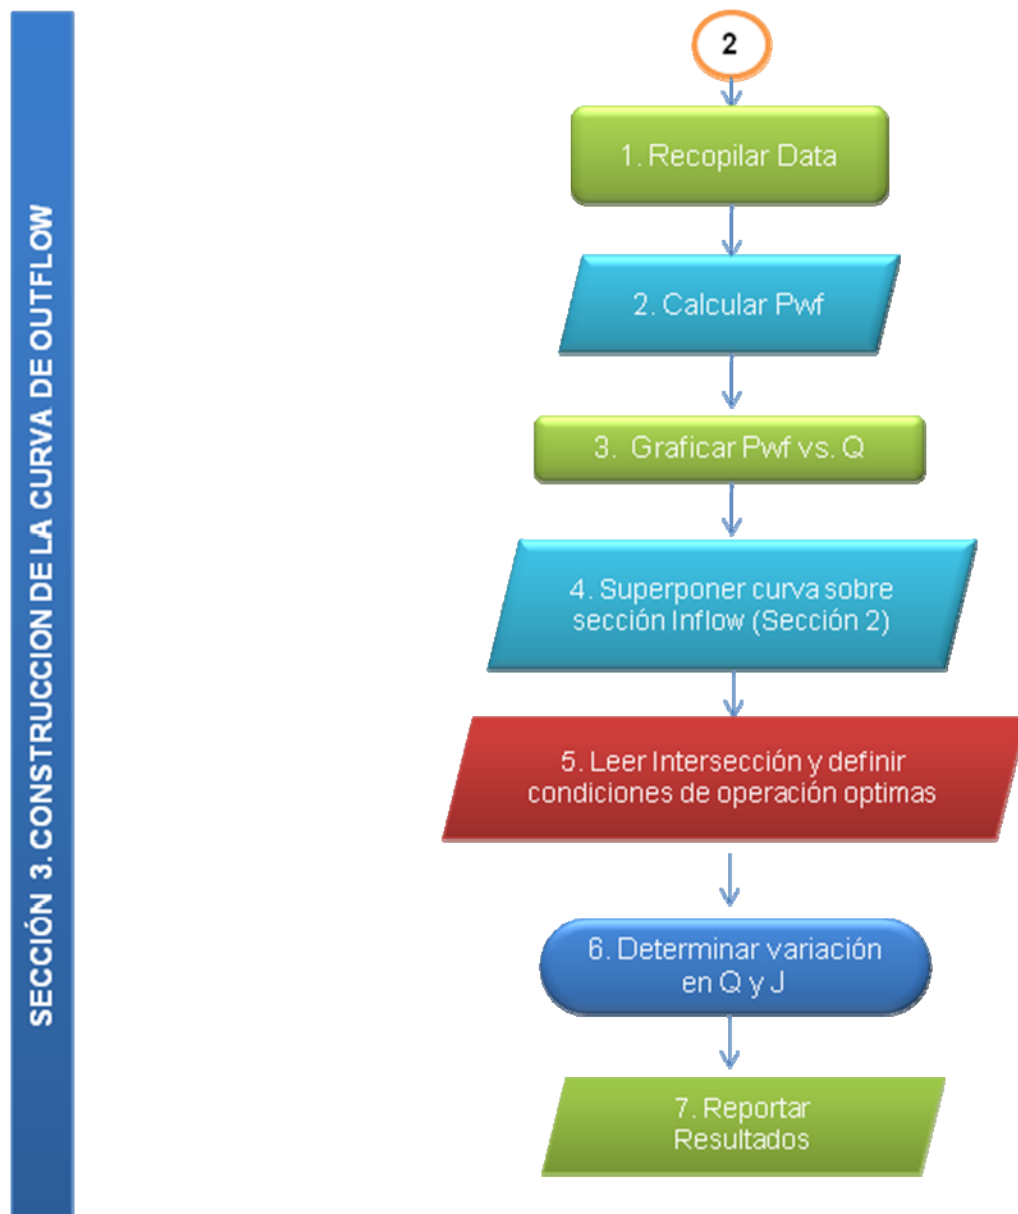 SECCIÓN 3. CONSTRUCCION DE LA CURVA DE OUTFLOW
2
1. Recopilar Data
2. Calcular Pwf
3. Graficar Pwf vs. Q
4. Superponer curva sobre
sección Inflow (Sección 2)
5. Leer Intersección y definir
condiciones de operación optimas
6. Determinar variación
en Q y J
7. Reportar
Resultados